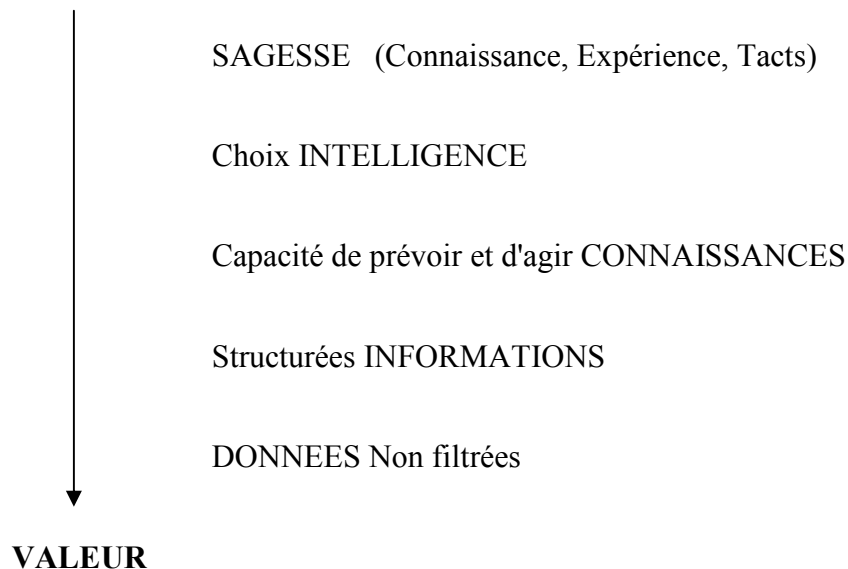 SAGESSE (Connaissance, Expérience, Tacts)
Choix INTELLIGENCE
Capacité de prévoir et d'agir CONNAISSANCES
Structurées INFORMATIONS
DONNEES Non filtrées
VALEUR